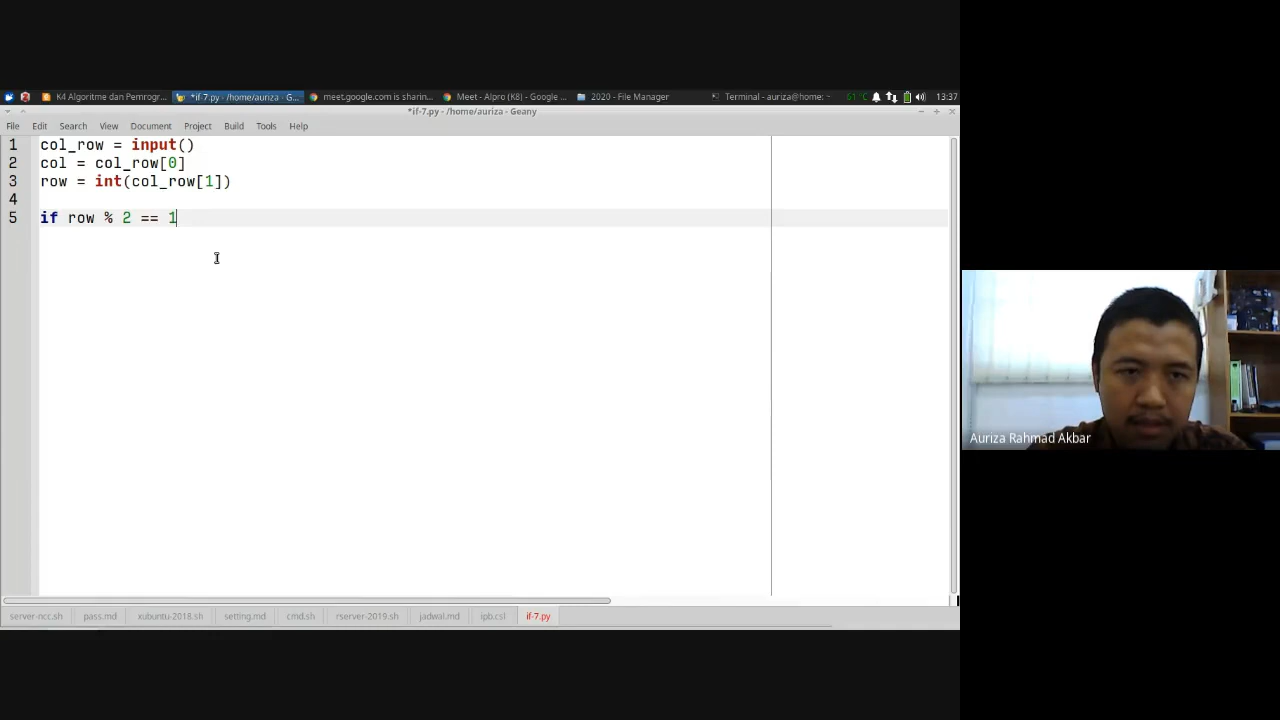 K4 Algoritme dan Pemrogr...
*if-7.py - /home/auriza - G...
meet.google.com is sharin...
Meet - Alpro (K8) - Google ...
2020 - File Manager
Terminal - auriza@home: ~
61°C
13:37
*if-7.py - /home/auriza - Geany
File Edit Search View Document Project Build Tools Help
1 col_row = input()
2 col = col_row[0]
3 row = int(col_row[1])
4
5 if row % 2 == 1
Auriza Rahmad Akbar
server-ncc.sh pass.md xubuntu-2018.sh setting.md cmd.sh rserver-2019.sh jadwal.md ipb.csl if-7.py